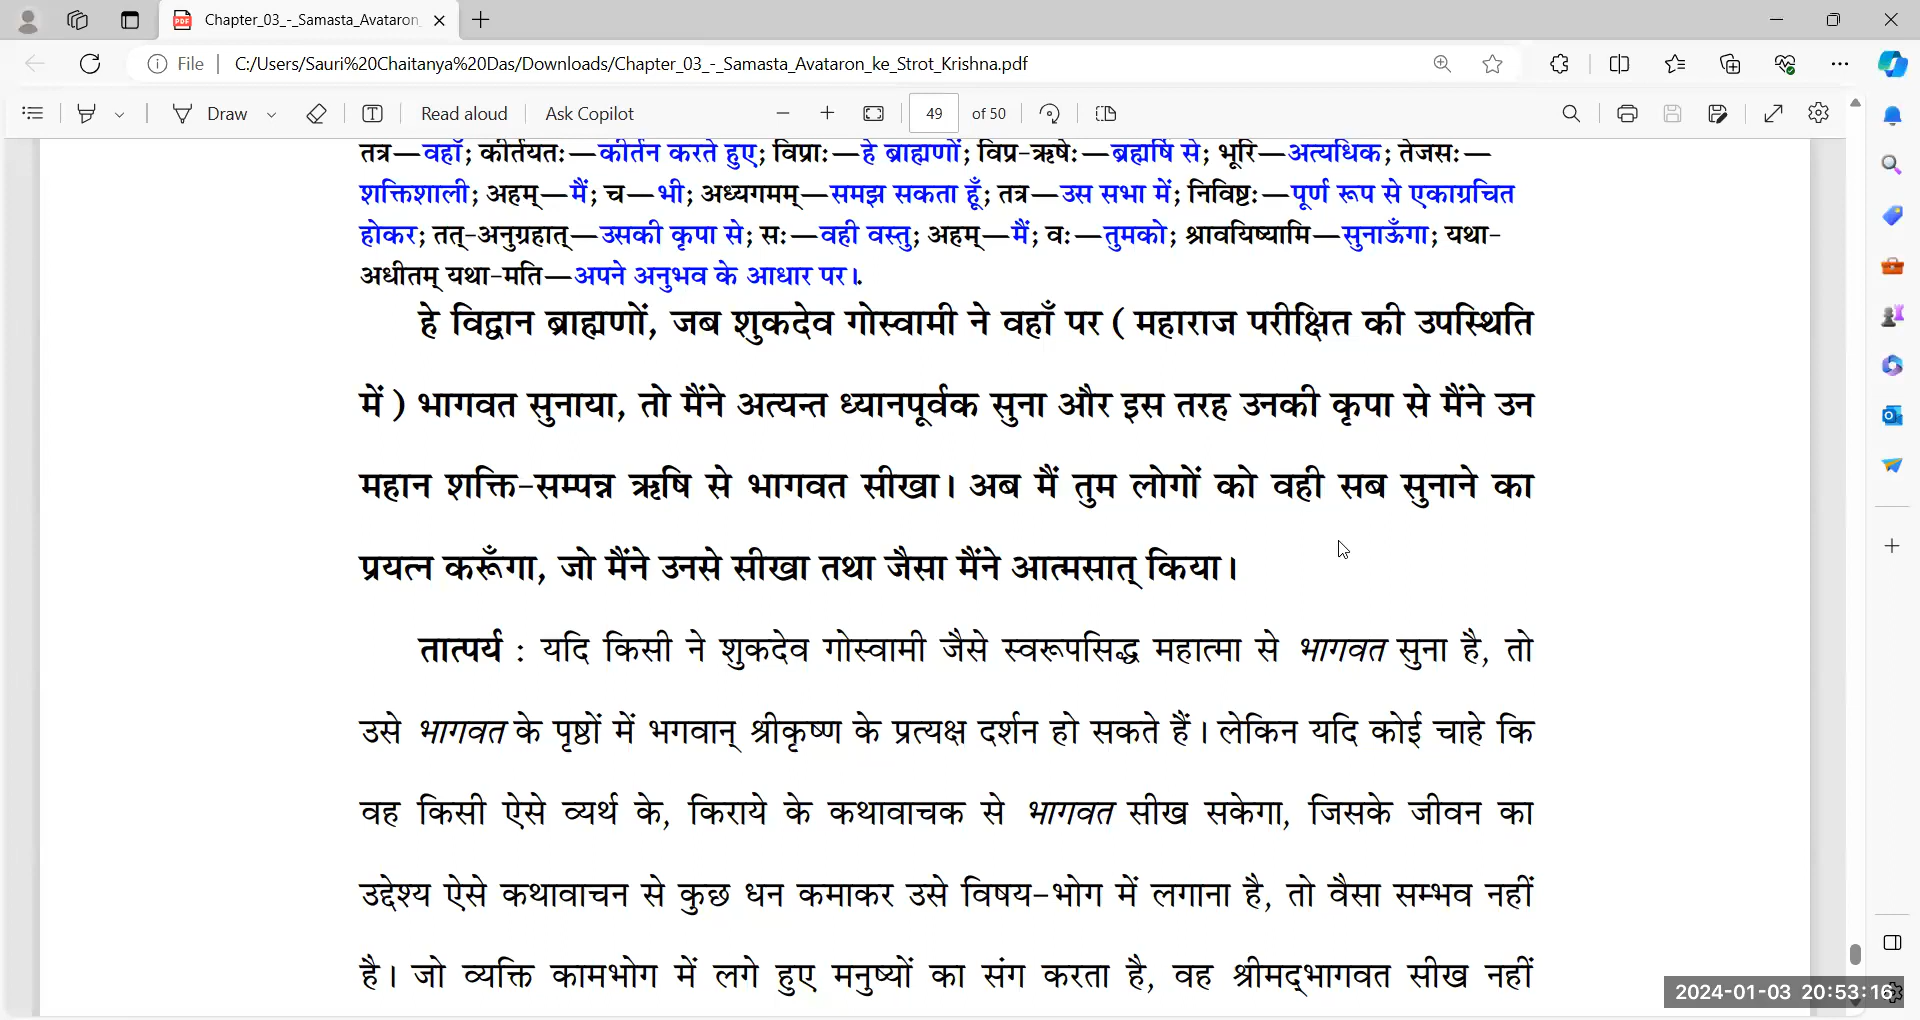 Chapter_03_-_Samasta_Avataron_
File
C:/Users/Sauri%20Chaitanya%20Das/Downloads/Chapter_03_-_Samasta_Avataron_ke_Strot_Krishna.pdf
Draw
Read aloud
Ask Copilot
49 of 50
तत्र—वहाँ; कीर्तयतः—कीर्तन करते हुए; विप्राः—हे ब्राह्मणों; विप्र-ऋषेः—ब्रह्मर्षि से; भूरि—अत्यधिक; तेजसः—
शक्तिशाली; अहम्—मैं; च—भी; अध्यगमम्—समझ सकता हूँ; तत्र—उस सभा में; निविष्टः—पूर्ण रूप से एकाग्रचित
होकर; तत्-अनुग्रहात्—उसकी कृपा से; सः—वही वस्तु; अहम्—मैं; वः—तुमको; श्रावयिष्यामि—सुनाऊँगा; यथा-
अधीतम् यथा-मति—अपने अनुभव के आधार पर।.
हे विद्वान ब्राह्मणों, जब शुकदेव गोस्वामी ने वहाँ पर ( महाराज परीक्षित की उपस्थिति
में ) भागवत सुनाया, तो मैंने अत्यन्त ध्यानपूर्वक सुना और इस तरह उनकी कृपा से मैंने उन
महान शक्ति-सम्पन्न ऋषि से भागवत सीखा। अब मैं तुम लोगों को वही सब सुनाने का
प्रयत्न करूँगा, जो मैंने उनसे सीखा तथा जैसा मैंने आत्मसात् किया।
तात्पर्य : यदि किसी ने शुकदेव गोस्वामी जैसे स्वरूपसिद्ध महात्मा से भागवत सुना है, तो
उसे भागवत के पृष्ठों में भगवान् श्रीकृष्ण के प्रत्यक्ष दर्शन हो सकते हैं। लेकिन यदि कोई चाहे कि
वह किसी ऐसे व्यर्थ के, किराये के कथावाचक से भागवत सीख सकेगा, जिसके जीवन का
उद्देश्य ऐसे कथावाचन से कुछ धन कमाकर उसे विषय-भोग में लगाना है, तो वैसा सम्भव नहीं
है। जो व्यक्ति कामभोग में लगे हुए मनुष्यों का संग करता है, वह श्रीमद्भागवत सीख नहीं
2024-01-03 20:53:16